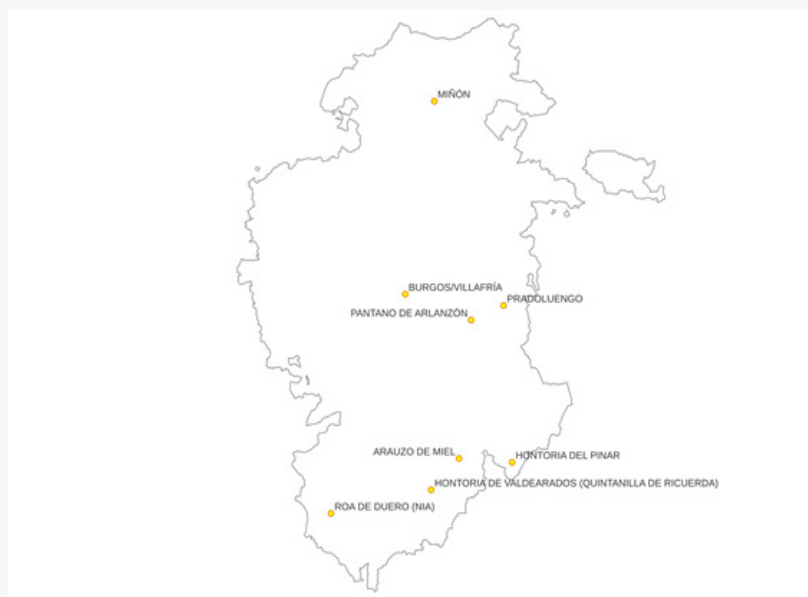 MIÑÓN
BURGOS/VILLAFRÍA
PRADOLUENGO
PANTANO DE ARLANZÓN
ARAUZO DE MIEL
HONTORIA DEL PINAR
HONTORIA DE VALDEARADOS (QUINTANILLA DE RICUERDA)
ROA DE DUERO (NIA)